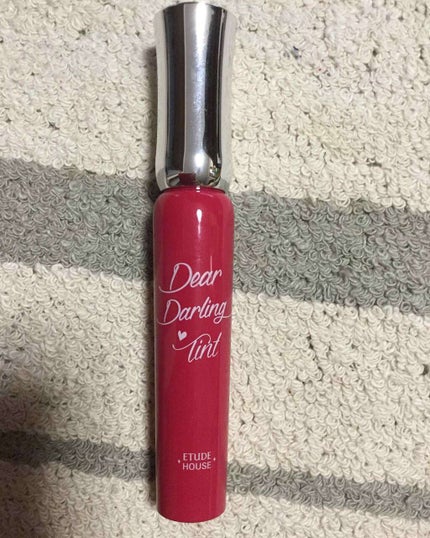 Dear
Darling
Tint
ETUDE
HOUSE